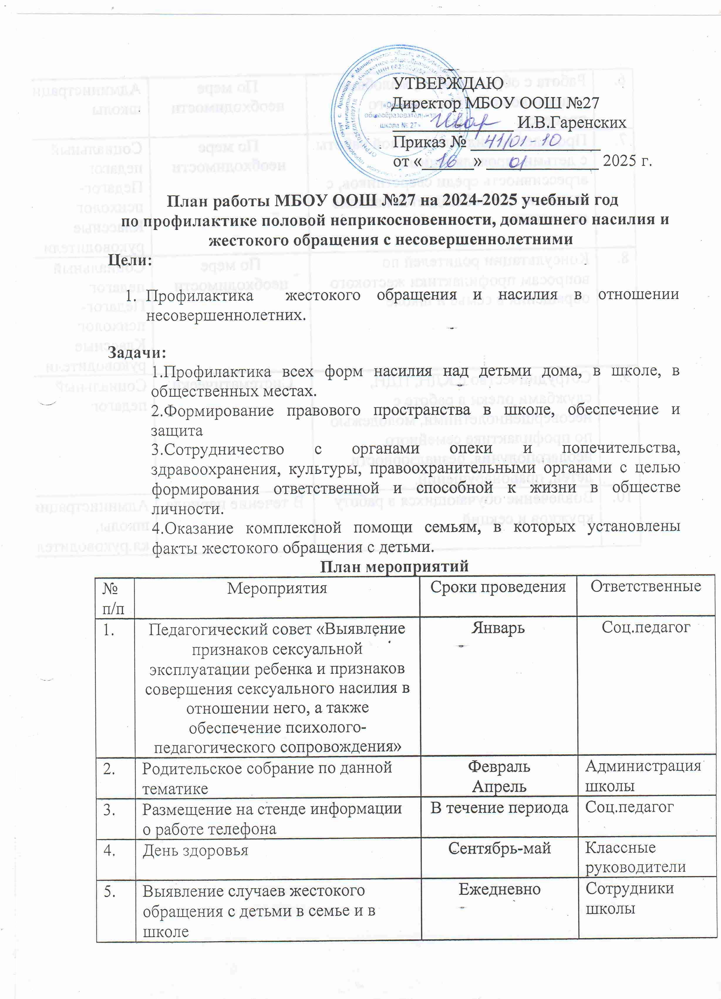 УТВЕРЖДАЮ
Директор МБОУ ООШ №27
И.В.Гаренских
Приказ № 41/01-10
от «16» 01 2025 г.
«Основная
общеобразовательная
школа № 27»
План работы МБОУ ООШ №27 на 2024-2025 учебный год
по профилактике половой неприкосновенности, домашнего насилия и
жестокого обращения с несовершеннолетними
Цели:
1. Профилактика жестокого обращения и насилия в отношении
несовершеннолетних.
Задачи:
1.Профилактика всех форм насилия над детьми дома, в школе, в
общественных местах.
2.Формирование правового пространства в школе, обеспечение и
защита
3.Сотрудничество с органами опеки и попечительства,
здравоохранения, культуры, правоохранительными органами с целью
формирования ответственной и способной к жизни в обществе
личности.
4.Оказание комплексной помощи семьям, в которых установлены
факты жестокого обращения с детьми.
План мероприятий
№ Мероприятия Сроки проведения Ответственные
п/п
1. Педагогический совет «Выявление Январь Соц.педагог
признаков сексуальной
эксплуатации ребенка и признаков
совершения сексуального насилия в
отношении него, а также
обеспечение психолого-
педагогического сопровождения»
2. Родительское собрание по данной Февраль Администрация
тематике Апрель школы
3. Размещение на стенде информации В течение периода Соц.педагог
о работе телефона
4. День здоровья Сентябрь-май Классные
руководители
5. Выявление случаев жестокого Ежедневно Сотрудники
обращения с детьми в семье и в школы
школе